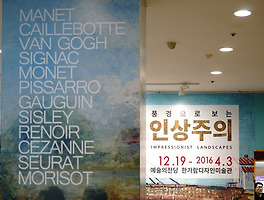 MANET
CAILLEBOTTE
VAN GOGH
SIGNAC
MONET
PISSARRO
GAUGUIN
SISLEY
RENOIR
CEZANNE
SEURAT
MORISOT
풍경으로 보는
인상주의
IMPRESSIONIST LANDSCAPES
12.19 - 2016 4.3
예술의전당 한가람디자인미술관